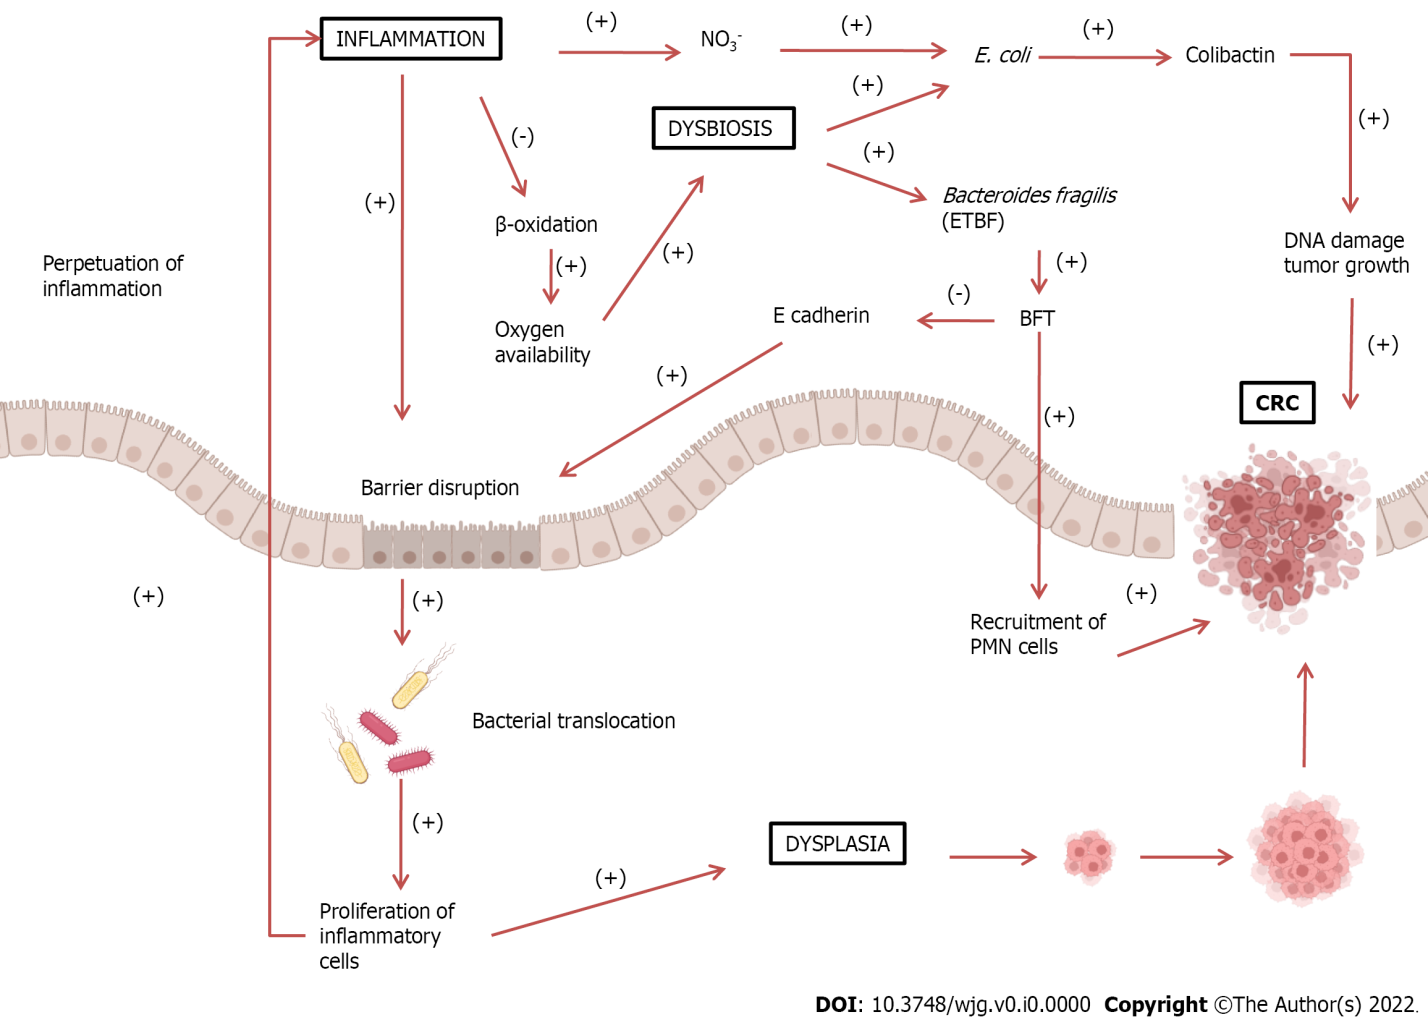 INFLAMMATION
(+)
NO₃⁻
(+)
E. coli
(+)
Colibactin
(+)
DYSBIOSIS
(+)
(+)
(-)
(+)
Bacteroides fragilis
(ETBF)
β-oxidation
(+)
(+)
Oxygen
availability
(+)
(-)
E cadherin
BFT
DNA damage
tumor growth
(+)
Perpetuation of
inflammation
(+)
(+)
CRC
Barrier disruption
(+)
(+)
(+)
Recruitment of
PMN cells
Bacterial translocation
(+)
Proliferation of
inflammatory
cells
(+)
DYSPLASIA
DOI: 10.3748/wjg.v0.i0.0000 Copyright ©The Author(s) 2022.